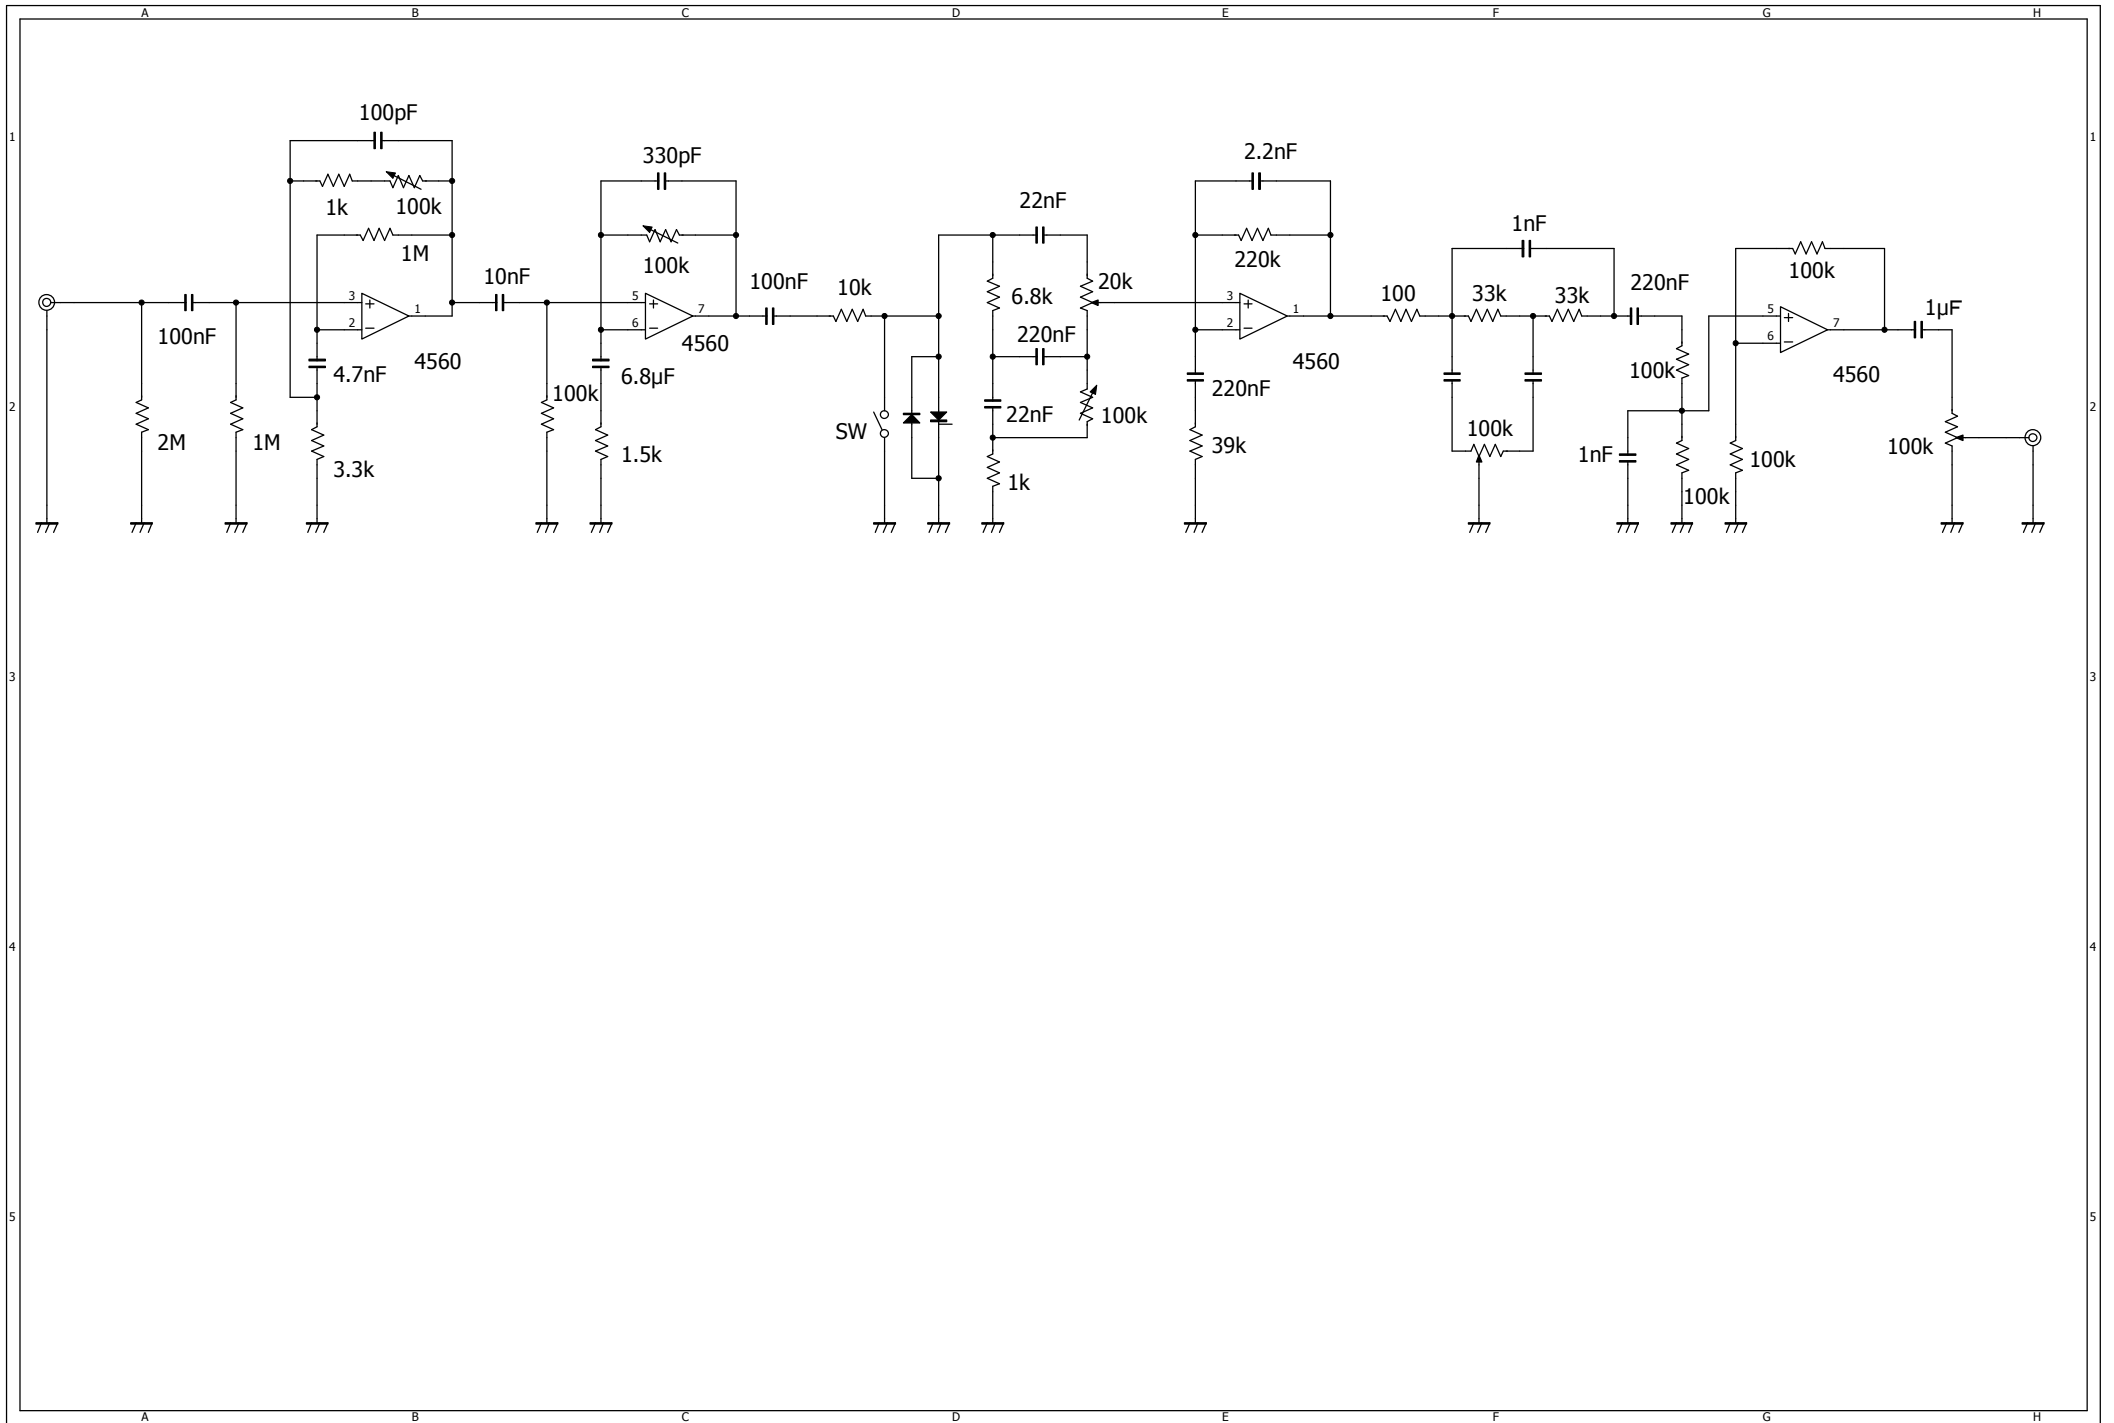 A B C D E F G H
1 1
100pF
330pF
2.2nF
1k 100k
22nF
1nF
1M
100k
220k
100k
10nF
100nF
10k
6.8k
20k
100
33k
33k
220nF
1µF
3
+
1
2
−
5
+
7
6
−
3
+
1
2
−
5
+
7
6
−
100nF
4560
4560
220nF
4560
4560
4.7nF
6.8µF
220nF
100k
100k
2 2
22nF
100k
SW
100k
2M
1M
3.3k
1.5k
1k
39k
1nF
100k
100k
100k
3 3
4 4
5 5
A B C D E F G H